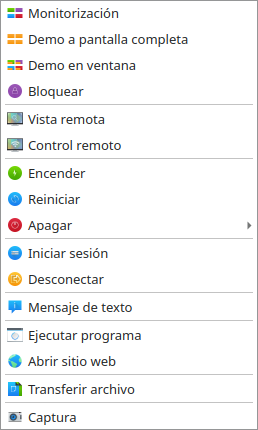 Monitorización
Demo a pantalla completa
Demo en ventana
Bloquear
Vista remota
Control remoto
Encender
Reiniciar
Apagar
Iniciar sesión
Desconectar
Mensaje de texto
Ejecutar programa
Abrir sitio web
Transferir archivo
Captura